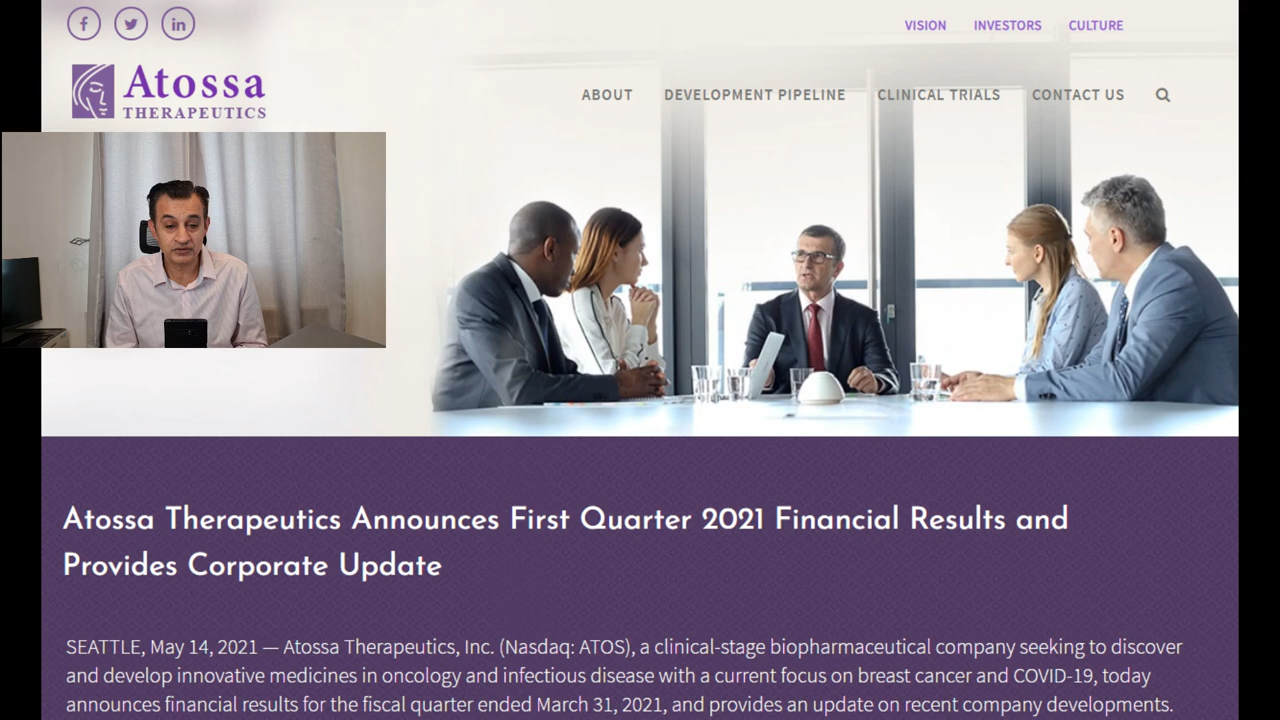 VISION INVESTORS CULTURE
Atossa
THERAPEUTICS
ABOUT DEVELOPMENT PIPELINE CLINICAL TRIALS CONTACT US
Atossa Therapeutics Announces First Quarter 2021 Financial Results and
Provides Corporate Update
SEATTLE, May 14, 2021 — Atossa Therapeutics, Inc. (Nasdaq: ATOS), a clinical-stage biopharmaceutical company seeking to discover
and develop innovative medicines in oncology and infectious disease with a current focus on breast cancer and COVID-19, today
announces financial results for the fiscal quarter ended March 31, 2021, and provides an update on recent company developments.